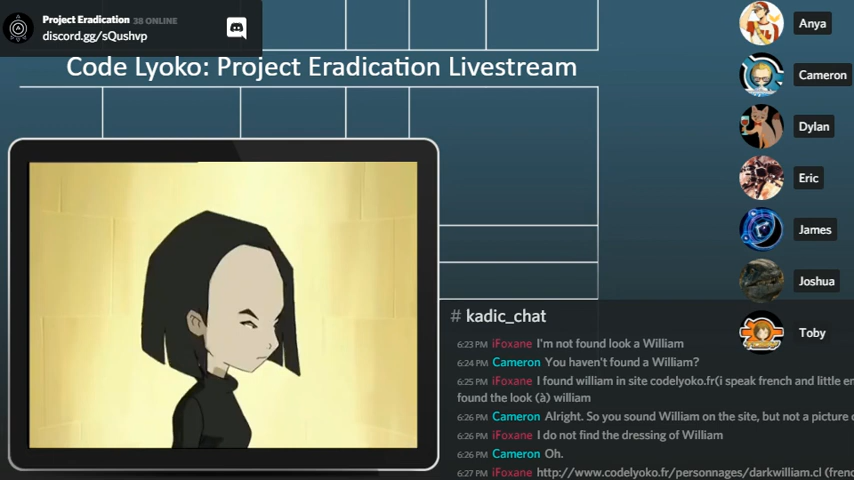 Project Eradication 38 ONLINE
discord.gg/sQushvp
Code Lyoko: Project Eradication Livestream
Anya
Cameron
Dylan
Eric
James
Joshua
Toby
# kadic_chat
6:23 PM iFoxane I'm not found look a William
6:24 PM Cameron You haven't found a William?
6:25 PM iFoxane I found william in site codelyoko.fr(i speak french and little en
found the look (à) william
6:26 PM Cameron Alright. So you sound William on the site, but not a picture
6:26 PM iFoxane I do not find the dressing of William
6:26 PM Cameron Oh.
6:27 PM iFoxane http://www.codelyoko.fr/personnages/darkwilliam.cl (fren